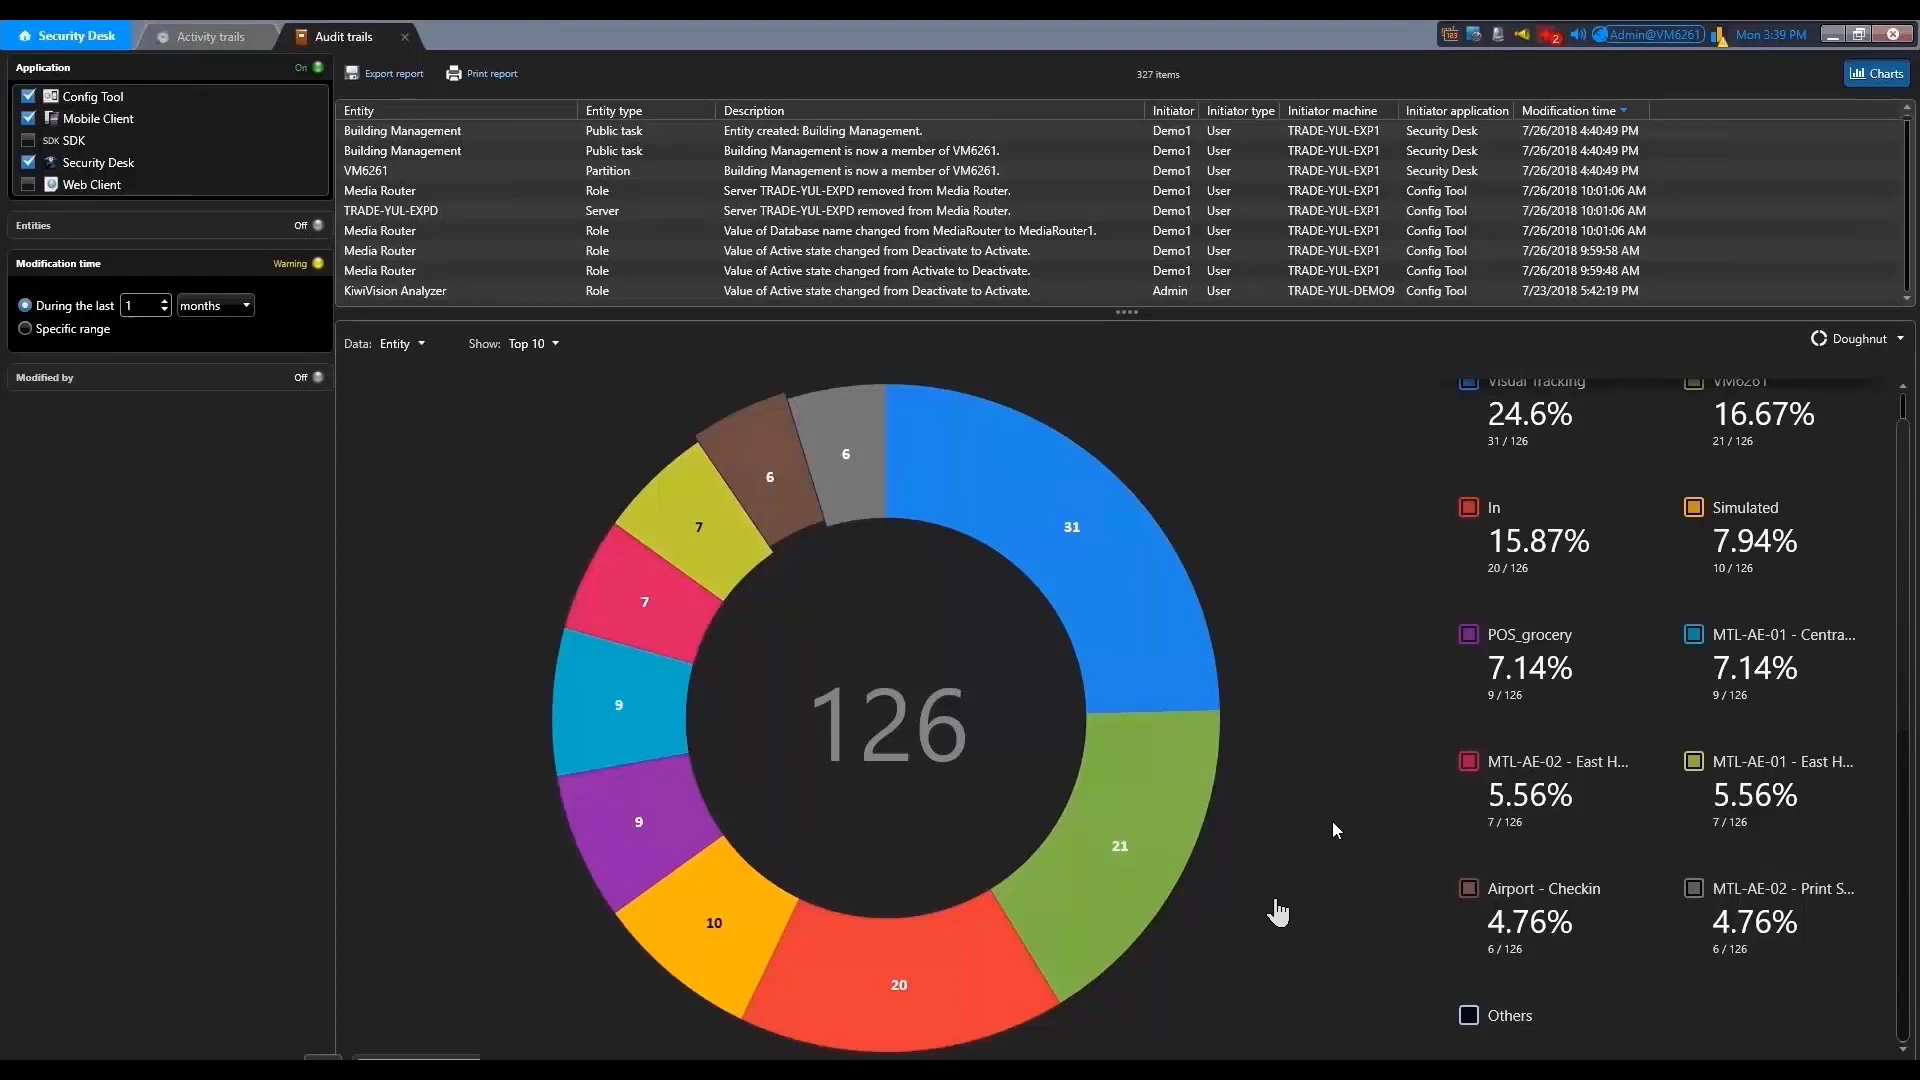 Security Desk
Activity trails
Audit trails
2
Admin@VM6261
Mon 3:39 PM
Application
On
Config Tool
Mobile Client
SDK SDK
Security Desk
Web Client
Entities
Off
Modification time
Warning
During the last 1 months
Specific range
Modified by
Off
Export report
Print report
327 items
Charts
Entity Entity type Description Initiator Initiator type Initiator machine Initiator application Modification time
Building Management Public task Entity created: Building Management. Demo1 User TRADE-YUL-EXP1 Security Desk 7/26/2018 4:40:49 PM
Building Management Public task Building Management is now a member of VM6261. Demo1 User TRADE-YUL-EXP1 Security Desk 7/26/2018 4:40:49 PM
VM6261 Partition Building Management is now a member of VM6261. Demo1 User TRADE-YUL-EXP1 Security Desk 7/26/2018 4:40:49 PM
Media Router Role Server TRADE-YUL-EXPD removed from Media Router. Demo1 User TRADE-YUL-EXP1 Config Tool 7/26/2018 10:01:06 AM
TRADE-YUL-EXPD Server Server TRADE-YUL-EXPD removed from Media Router. Demo1 User TRADE-YUL-EXP1 Config Tool 7/26/2018 10:01:06 AM
Media Router Role Value of Database name changed from MediaRouter to MediaRouter1. Demo1 User TRADE-YUL-EXP1 Config Tool 7/26/2018 10:01:06 AM
Media Router Role Value of Active state changed from Deactivate to Activate. Demo1 User TRADE-YUL-EXP1 Config Tool 7/26/2018 9:59:58 AM
Media Router Role Value of Active state changed from Activate to Deactivate. Demo1 User TRADE-YUL-EXP1 Config Tool 7/26/2018 9:59:48 AM
KiwiVision Analyzer Role Value of Active state changed from Deactivate to Activate. Admin User TRADE-YUL-DEMO9 Config Tool 7/23/2018 5:42:19 PM
Data: Entity
Show: Top 10
Doughnut
31
21
20
10
9
9
7
7
6
6
126
Visual Tracking
24.6%
31 / 126
VM6261
16.67%
21 / 126
In
15.87%
20 / 126
Simulated
7.94%
10 / 126
POS_grocery
7.14%
9 / 126
MTL-AE-01 - Centra...
7.14%
9 / 126
MTL-AE-02 - East H...
5.56%
7 / 126
MTL-AE-01 - East H...
5.56%
7 / 126
Airport - Checkin
4.76%
6 / 126
MTL-AE-02 - Print S...
4.76%
6 / 126
Others